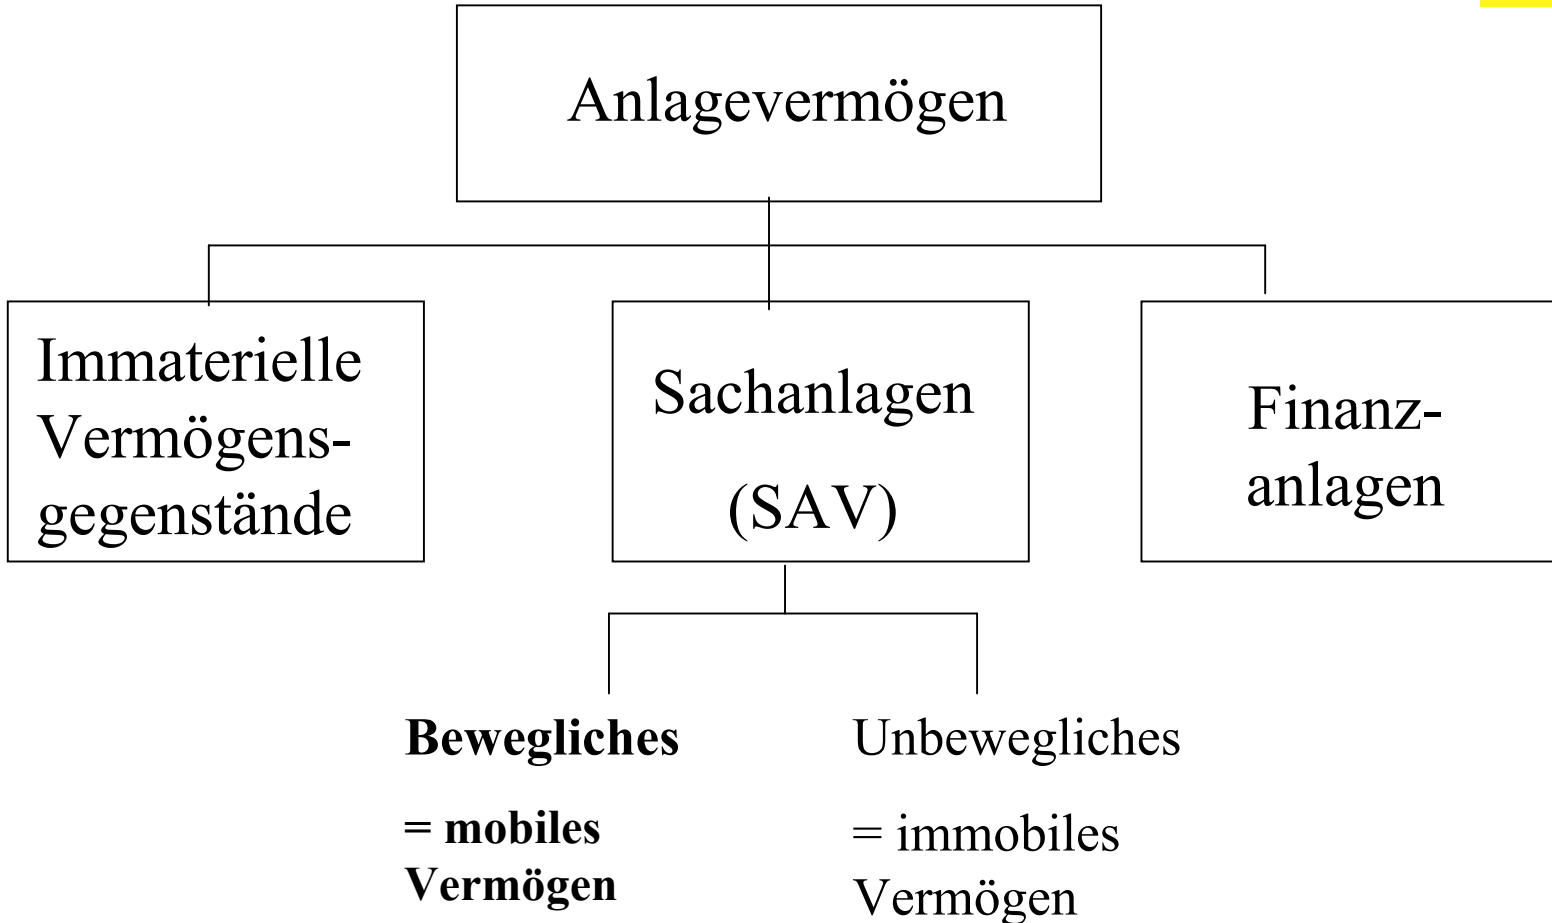 Anlagevermögen
Immaterielle
Vermögens-
gegenstände
Sachanlagen
(SAV)
Finanz-
anlagen
Bewegliches
= mobiles
Vermögen
Unbewegliches
= immobiles
Vermögen